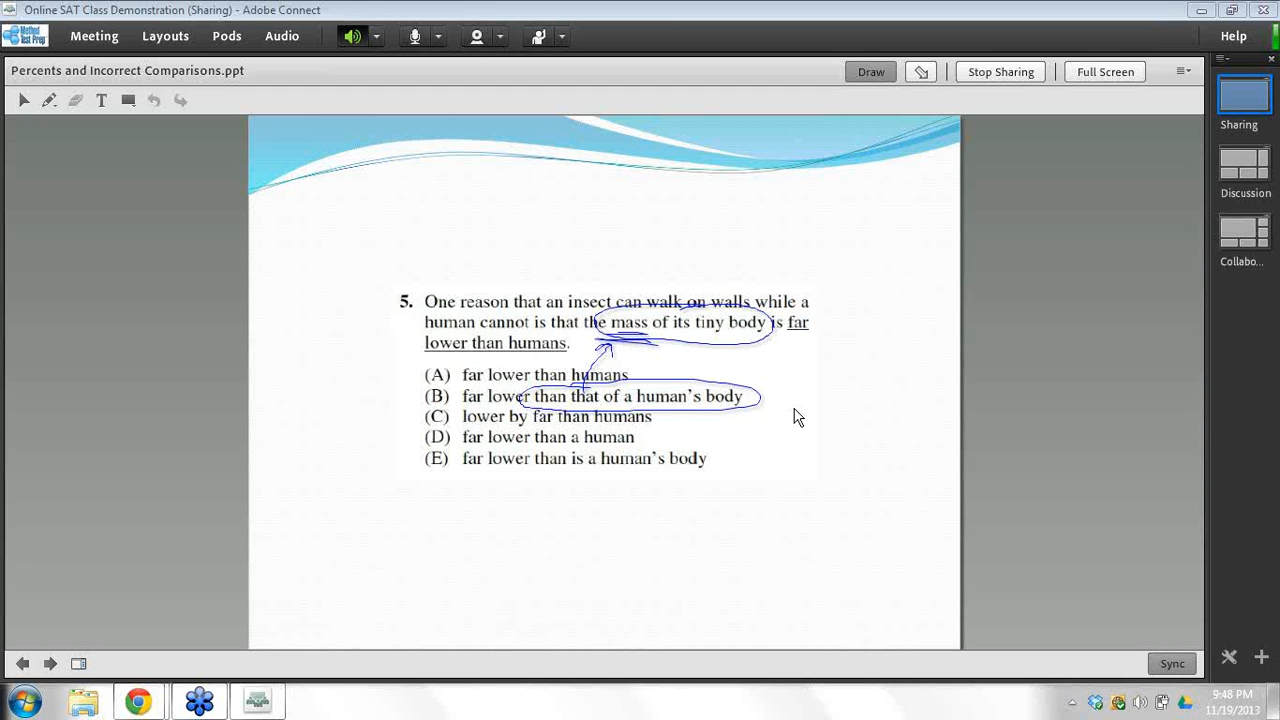 Online SAT Class Demonstration (Sharing) - Adobe Connect
Method Test Prep
Meeting Layouts Pods Audio Help
Percents and Incorrect Comparisons.ppt
Draw Stop Sharing Full Screen
Sharing
Discussion
Collabo...
5. One reason that an insect can walk on walls while a
human cannot is that the mass of its tiny body is far
lower than humans.
(A) far lower than humans
(B) far lower than that of a human's body
(C) lower by far than humans
(D) far lower than a human
(E) far lower than is a human's body
Sync
9:48 PM
11/19/2013